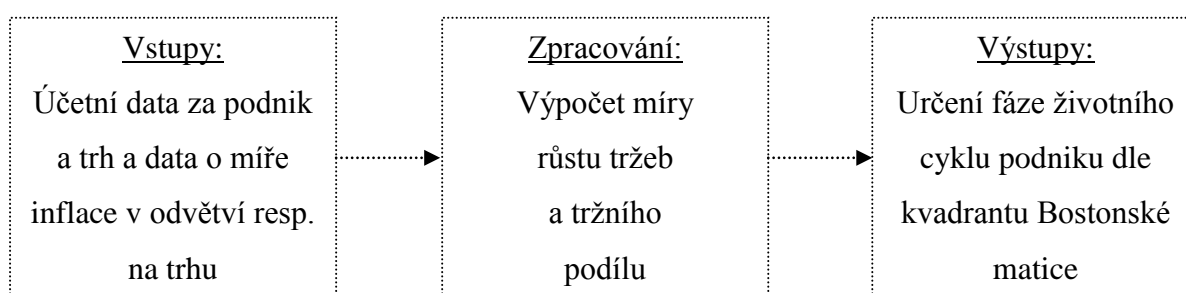 Vstupy:
Účetní data za podnik
a trh a data o míře
inflace v odvětví resp.
na trhu
Zpracování:
Výpočet míry
růstu tržeb
a tržního
podílu
Výstupy:
Určení fáze životního
cyklu podniku dle
kvadrantu Bostonské
matice